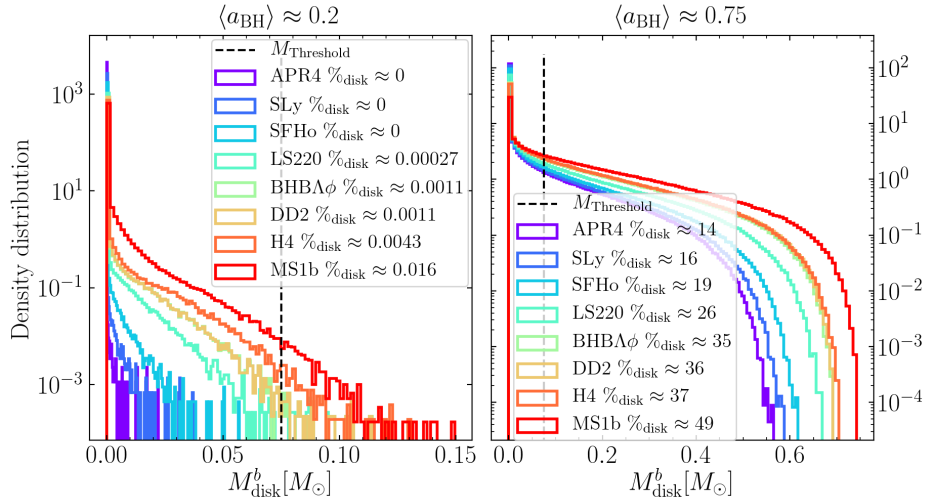 ⟨a_BH⟩ ≈ 0.2
⟨a_BH⟩ ≈ 0.75
Density distribution
10^3
10^1
10^−1
10^−3
M_Threshold
APR4 %_disk ≈ 0
SLy %_disk ≈ 0
SFHo %_disk ≈ 0
LS220 %_disk ≈ 0.00027
BHBΛϕ %_disk ≈ 0.0011
DD2 %_disk ≈ 0.0011
H4 %_disk ≈ 0.0043
MS1b %_disk ≈ 0.016
0.00 0.05 0.10 0.15
M^b_disk[M_⊙]
M_Threshold
APR4 %_disk ≈ 14
SLy %_disk ≈ 16
SFHo %_disk ≈ 19
LS220 %_disk ≈ 26
BHBΛϕ %_disk ≈ 35
DD2 %_disk ≈ 36
H4 %_disk ≈ 37
MS1b %_disk ≈ 49
10^2
10^1
10^0
10^−1
10^−2
10^−3
10^−4
0.0 0.2 0.4 0.6
M^b_disk[M_⊙]